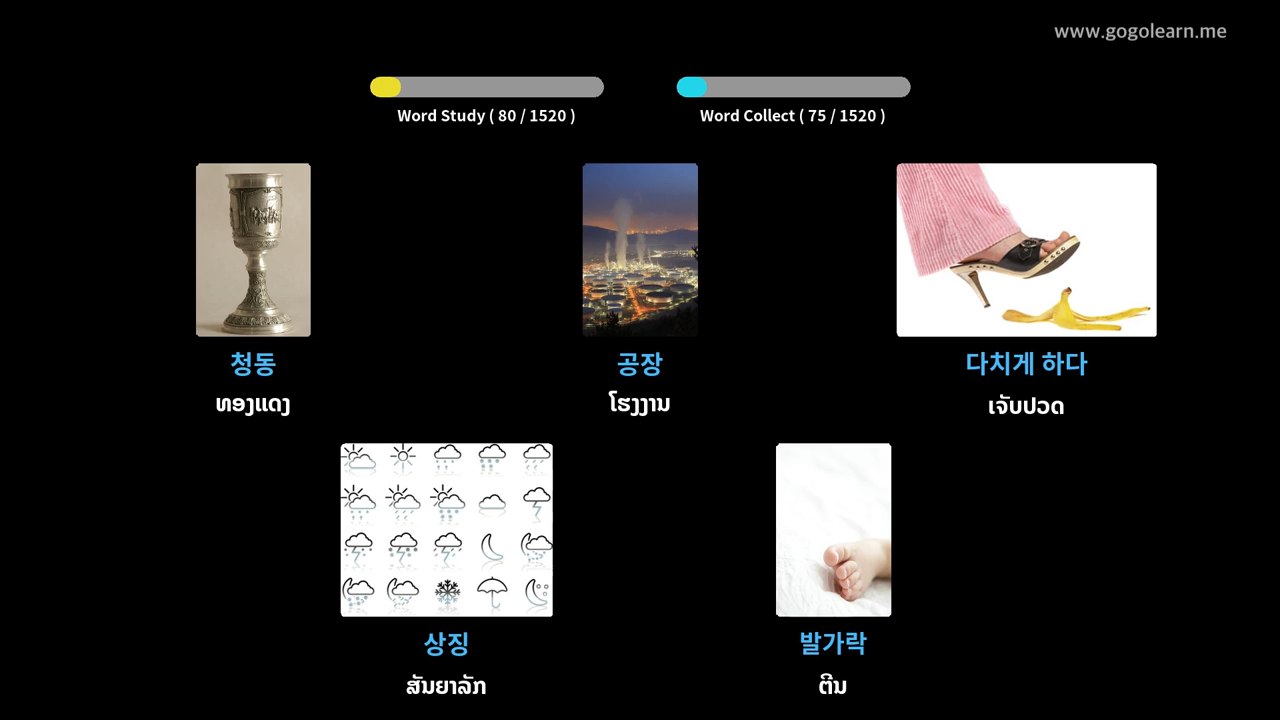 www.gogolearn.me
Word Study ( 80 / 1520 )
Word Collect ( 75 / 1520 )
청동
공장
다치게 하다
ທອງແດງ
ໂຮງງານ
ເຈັບປວດ
상징
발가락
ສັນຍາລັກ
ຕີນ